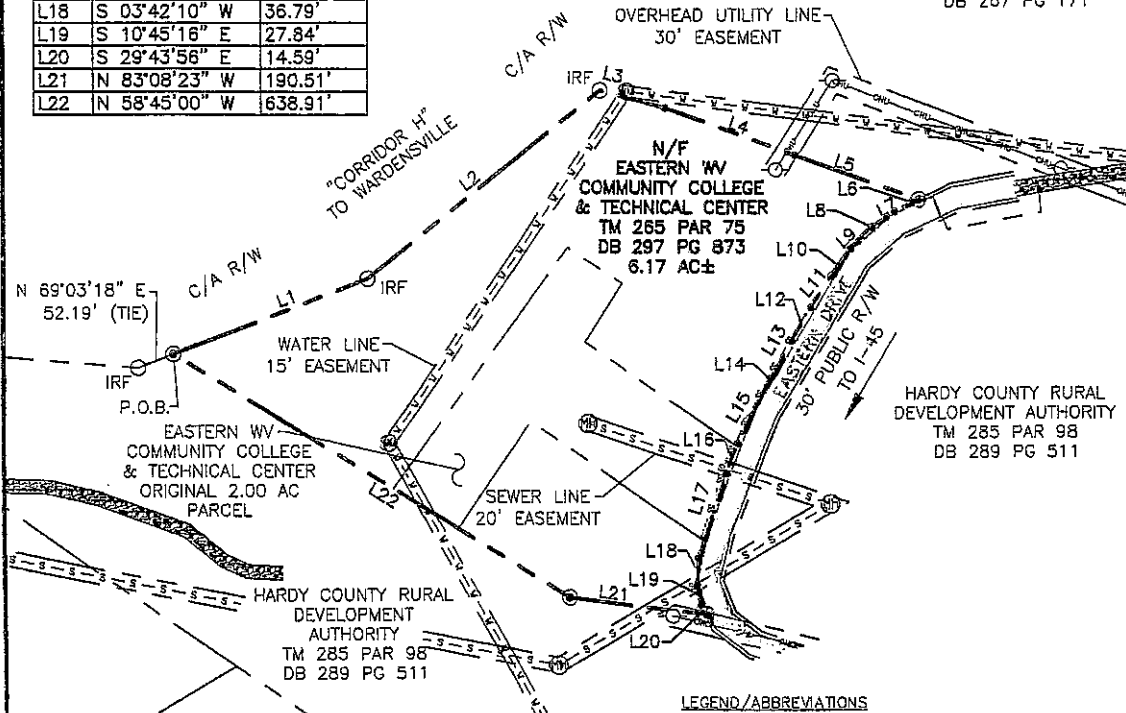 L18 S 03°42'10" W 36.79'
L19 S 10°45'16" E 27.84'
L20 S 29°43'56" E 14.59'
L21 N 83°08'23" W 190.51'
L22 N 58°45'00" W 638.91'
DB 287 PG 171
OVERHEAD UTILITY LINE
30' EASEMENT
C/A R/W
IRF
L3
"CORRIDOR H"
TO WARDENSVILLE
L2
L4
OHU
N/F
EASTERN WV
COMMUNITY COLLEGE
& TECHNICAL CENTER
TM 265 PAR 75
DB 297 PG 873
6.17 AC±
L5
L6
L7
L8
L9
L10
L11
L12
L13
L14
L15
L16
L17
L18
L19
L20
EASTERN DRIVE
30' PUBLIC R/W
TO I-45
N 69°03'18" E
52.19' (TIE)
C/A R/W
L1
IRF
IRF
P.O.B.
WATER LINE
15' EASEMENT
EASTERN WV
COMMUNITY COLLEGE
& TECHNICAL CENTER
ORIGINAL 2.00 AC
PARCEL
L22
MH
SEWER LINE
20' EASEMENT
MH
HARDY COUNTY RURAL
DEVELOPMENT AUTHORITY
TM 285 PAR 98
DB 289 PG 511
L21
HARDY COUNTY RURAL
DEVELOPMENT
AUTHORITY
TM 285 PAR 98
DB 289 PG 511
MH
LEGEND/ABBREVIATIONS